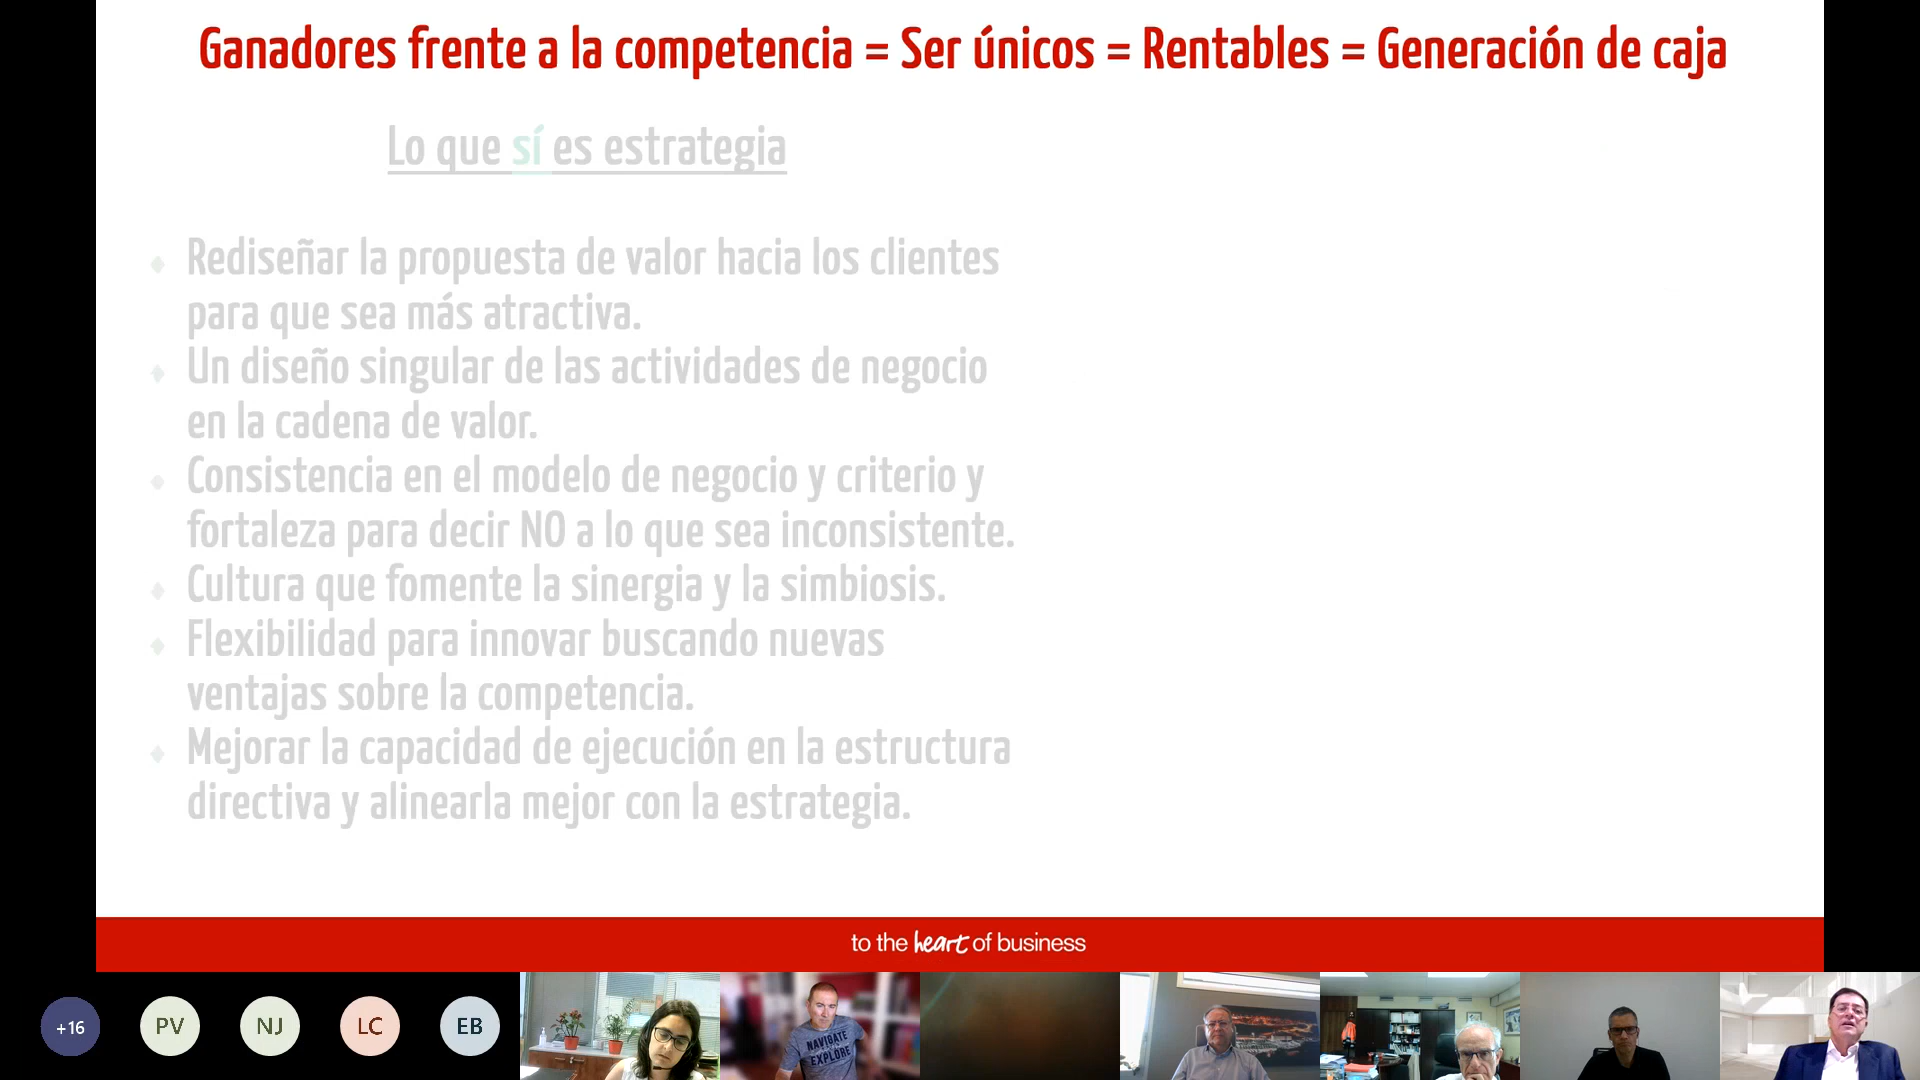 Ganadores frente a la competencia = Ser únicos = Rentables = Generación de caja
Lo que sí es estrategia
Rediseñar la propuesta de valor hacia los clientes
para que sea más atractiva.
Un diseño singular de las actividades de negocio
en la cadena de valor.
Consistencia en el modelo de negocio y criterio y
fortaleza para decir NO a lo que sea inconsistente.
Cultura que fomente la sinergia y la simbiosis.
Flexibilidad para innovar buscando nuevas
ventajas sobre la competencia.
Mejorar la capacidad de ejecución en la estructura
directiva y alinearla mejor con la estrategia.
to the heart of business
+16 PV NJ LC EB
NAVIGATE
EXPLORE